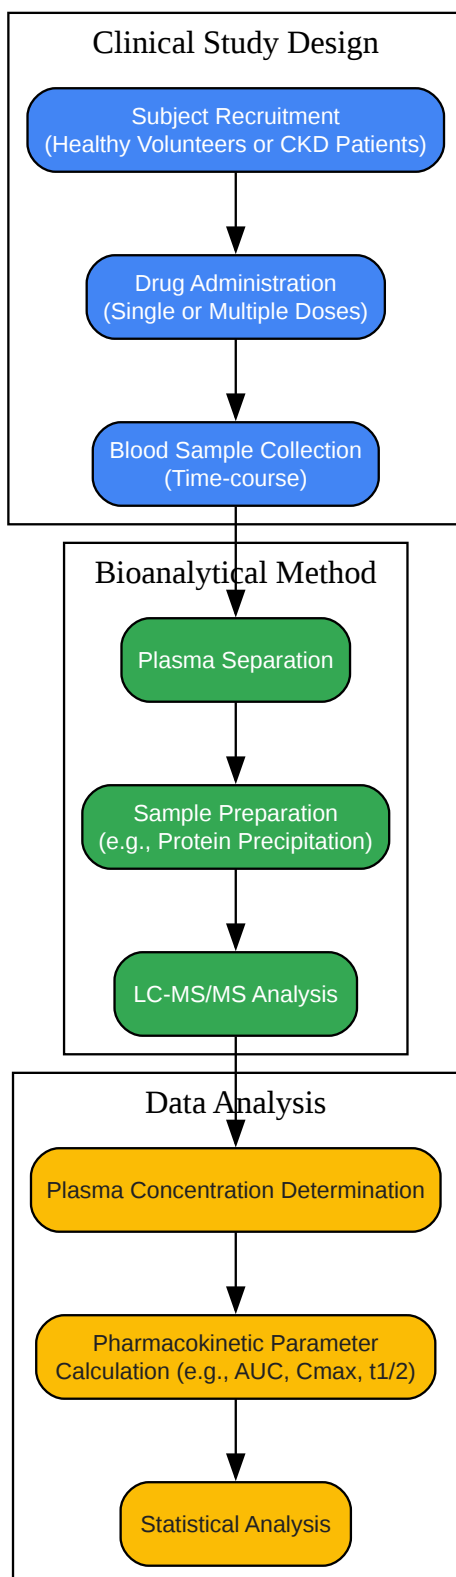 Clinical Study Design
Subject Recruitment
(Healthy Volunteers or CKD Patients)
Drug Administration
(Single or Multiple Doses)
Blood Sample Collection
(Time-course)
Bioanalytical Method
Plasma Separation
Sample Preparation
(e.g., Protein Precipitation)
LC-MS/MS Analysis
Data Analysis
Plasma Concentration Determination
Pharmacokinetic Parameter
Calculation (e.g., AUC, Cmax, t1/2)
Statistical Analysis